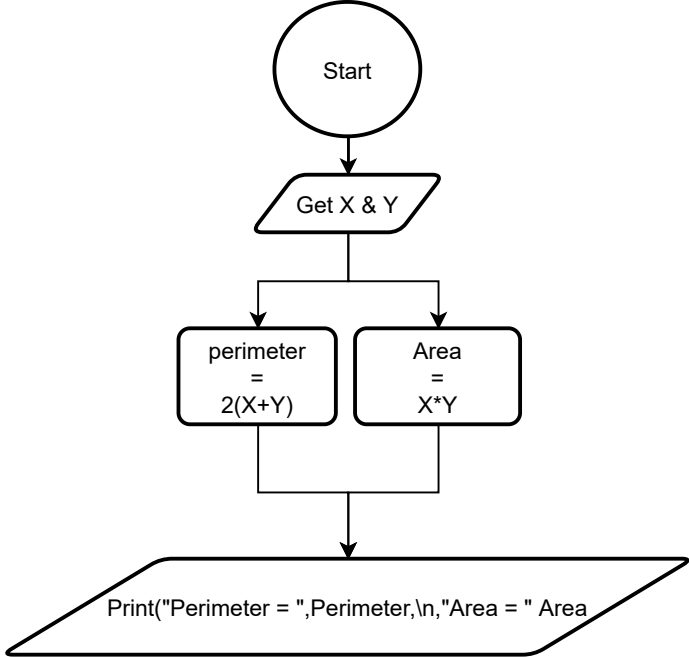 Start
Get X & Y
perimeter
=
2(X+Y)
Area
=
X*Y
Print("Perimeter = ",Perimeter,\n,"Area = " Area